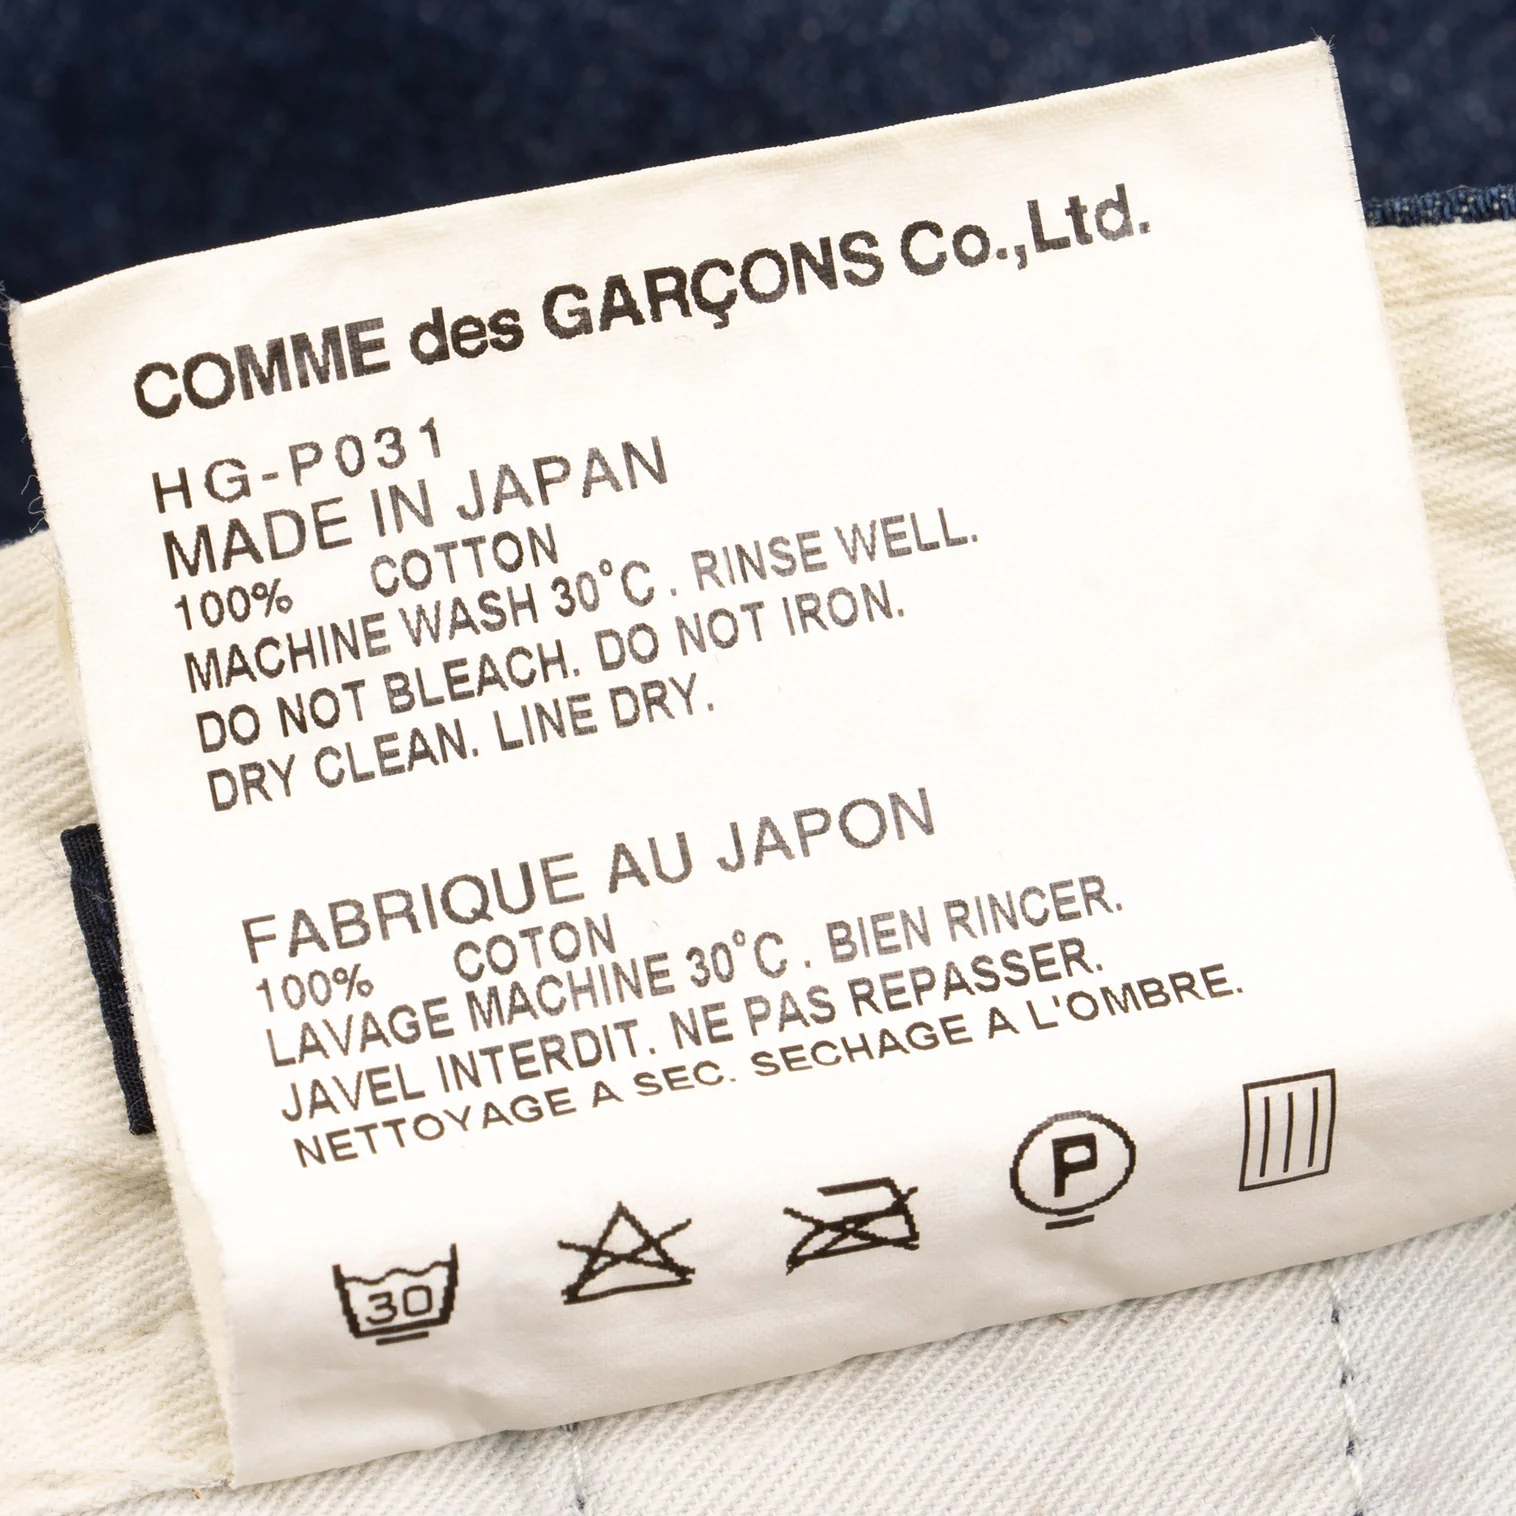 COMME des GARÇONS Co.,Ltd.
HG-P031
MADE IN JAPAN
100% COTTON
MACHINE WASH 30°C. RINSE WELL.
DO NOT BLEACH. DO NOT IRON.
DRY CLEAN. LINE DRY.
FABRIQUE AU JAPON
100% COTON
LAVAGE MACHINE 30°C. BIEN RINCER.
JAVEL INTERDIT. NE PAS REPASSER.
NETTOYAGE A SEC. SECHAGE A L'OMBRE.
30 P